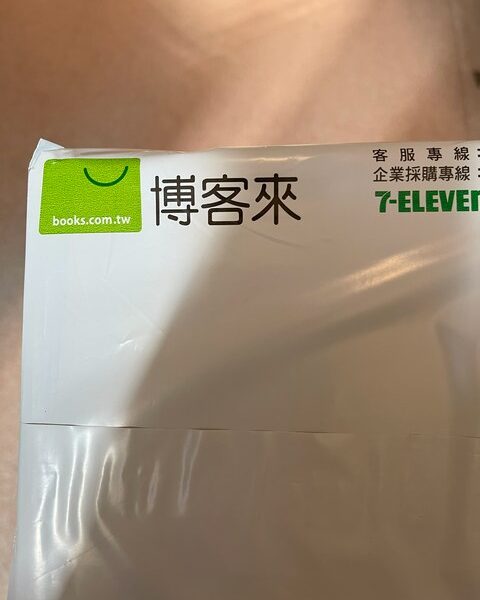 books.com.tw
博客來
客服專線：
企業採購專線：
7-ELEVEn